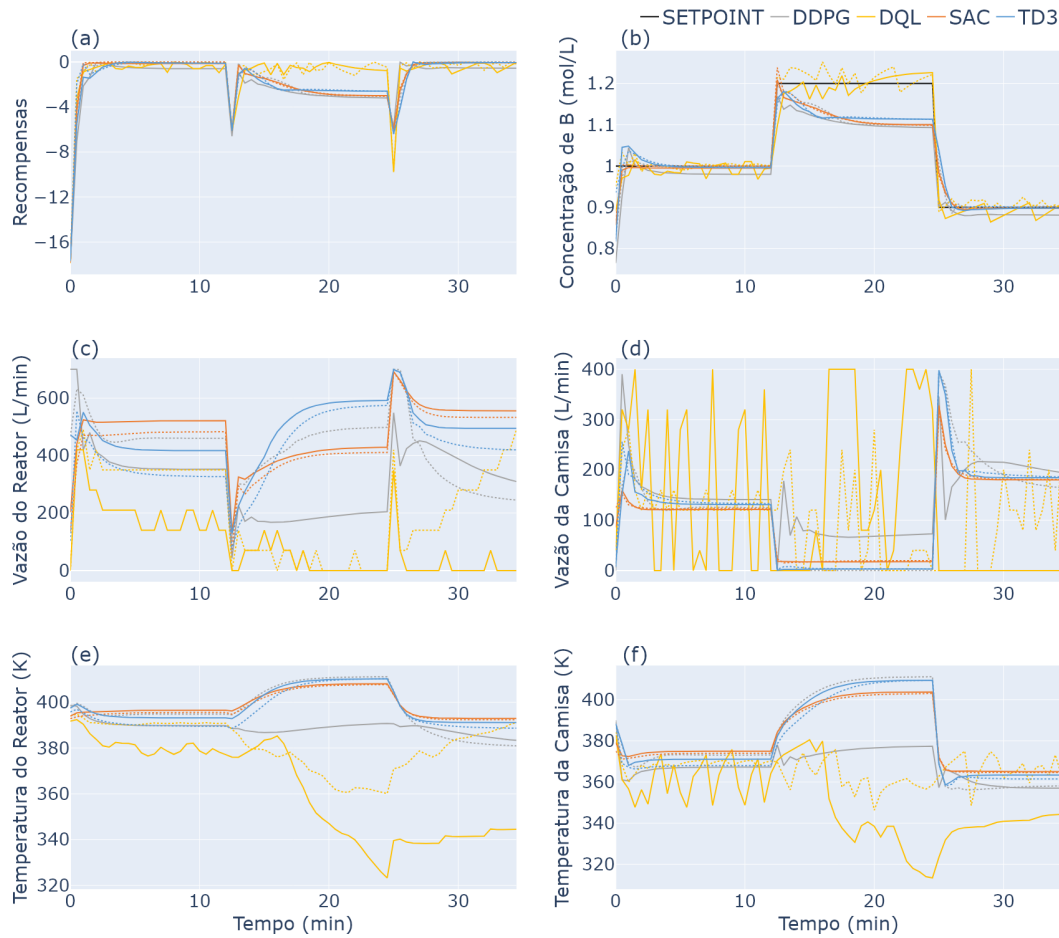 SETPOINT DDPG DQL SAC TD3
(a)
Recompensas
0
−4
−8
−12
−16
0 10 20 30
(b)
Concentração de B (mol/L)
1.2
1.1
1
0.9
0.8
0 10 20 30
(c)
Vazão do Reator (L/min)
600
400
200
0
0 10 20 30
(d)
Vazão da Camisa (L/min)
400
300
200
100
0
0 10 20 30
(e)
Temperatura do Reator (K)
400
380
360
340
320
0 10 20 30
Tempo (min)
(f)
Temperatura da Camisa (K)
400
380
360
340
320
0 10 20 30
Tempo (min)